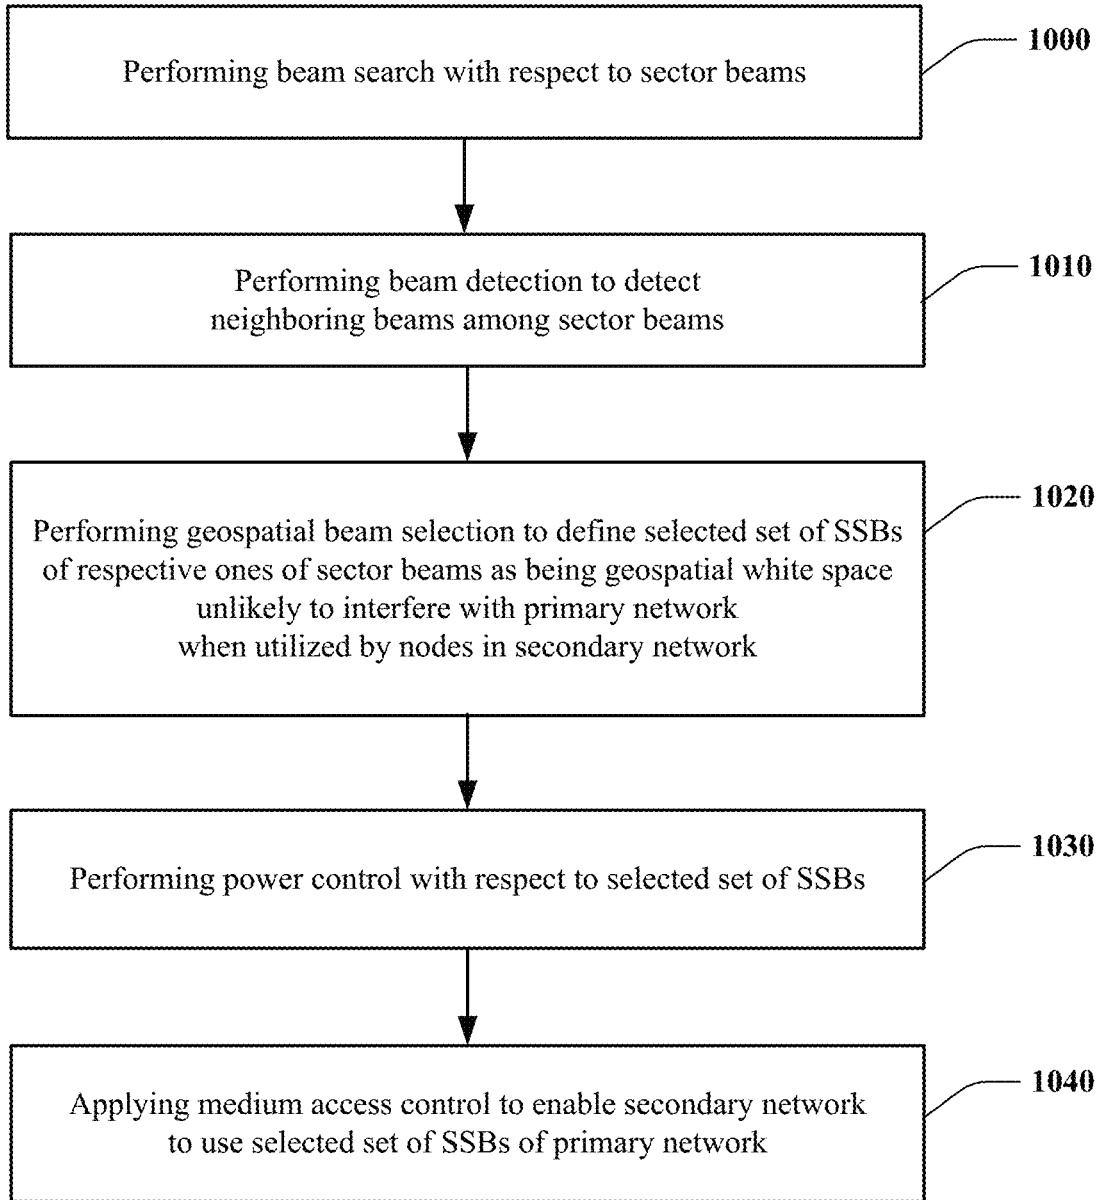 Performing beam search with respect to sector beams
1000
Performing beam detection to detect
neighboring beams among sector beams
1010
Performing geospatial beam selection to define selected set of SSBs
of respective ones of sector beams as being geospatial white space
unlikely to interfere with primary network
when utilized by nodes in secondary network
1020
Performing power control with respect to selected set of SSBs
1030
Applying medium access control to enable secondary network
to use selected set of SSBs of primary network
1040